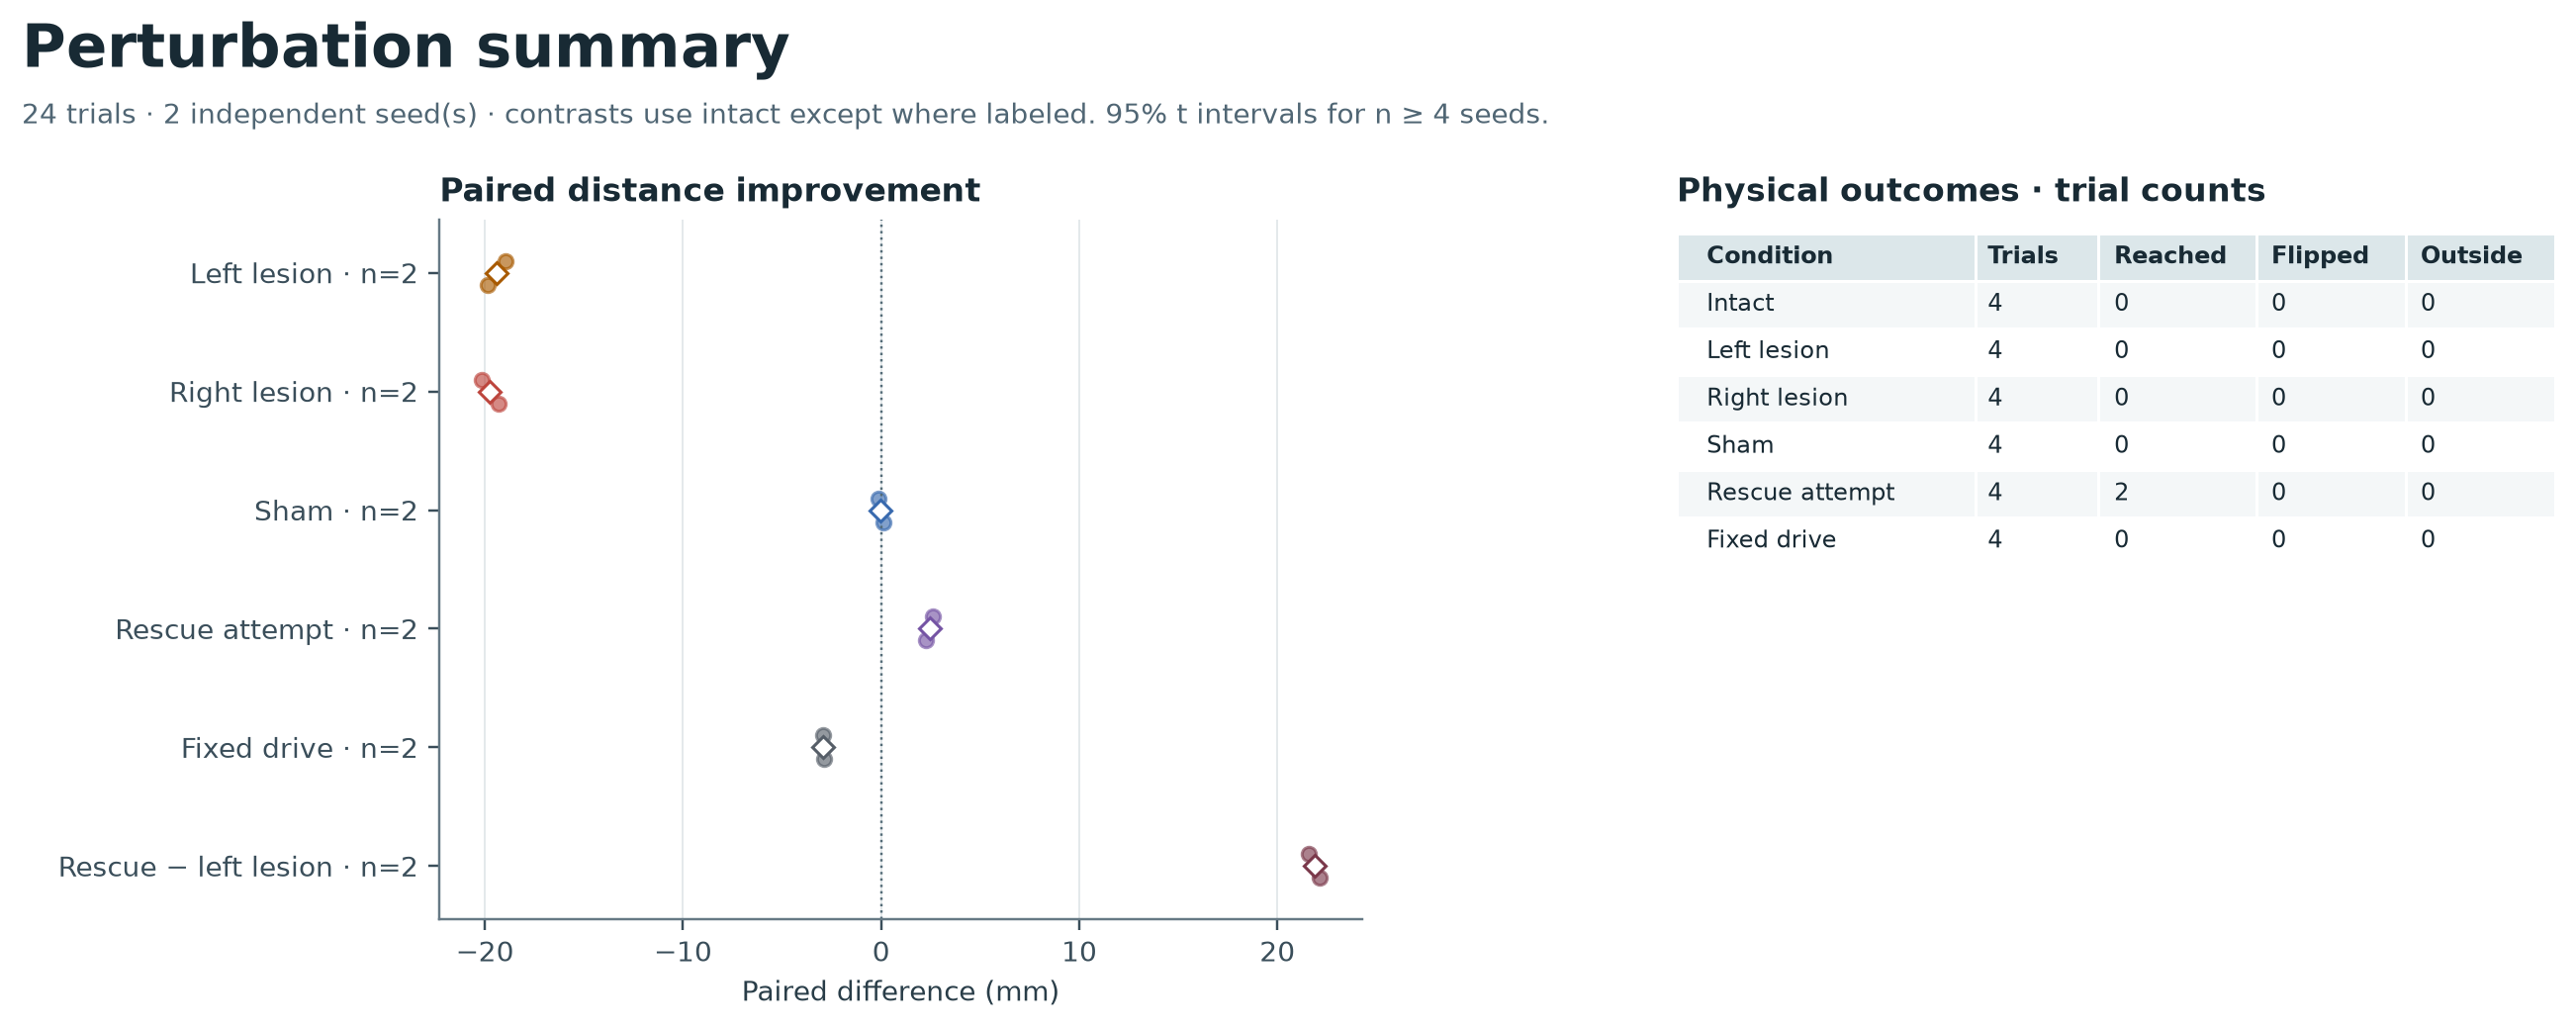 Perturbation summary
24 trials · 2 independent seed(s) · contrasts use intact except where labeled. 95% t intervals for n ≥ 4 seeds.
Paired distance improvement
Left lesion · n=2
Right lesion · n=2
Sham · n=2
Rescue attempt · n=2
Fixed drive · n=2
Rescue − left lesion · n=2
−20 −10 0 10 20
Paired difference (mm)
Physical outcomes · trial counts
Condition Trials Reached Flipped Outside
Intact 4 0 0 0
Left lesion 4 0 0 0
Right lesion 4 0 0 0
Sham 4 0 0 0
Rescue attempt 4 2 0 0
Fixed drive 4 0 0 0